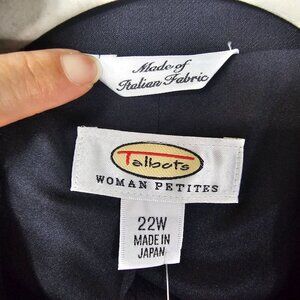 Made of
Italian Fabric
Talbots
WOMAN PETITES
22W
MADE IN
JAPAN